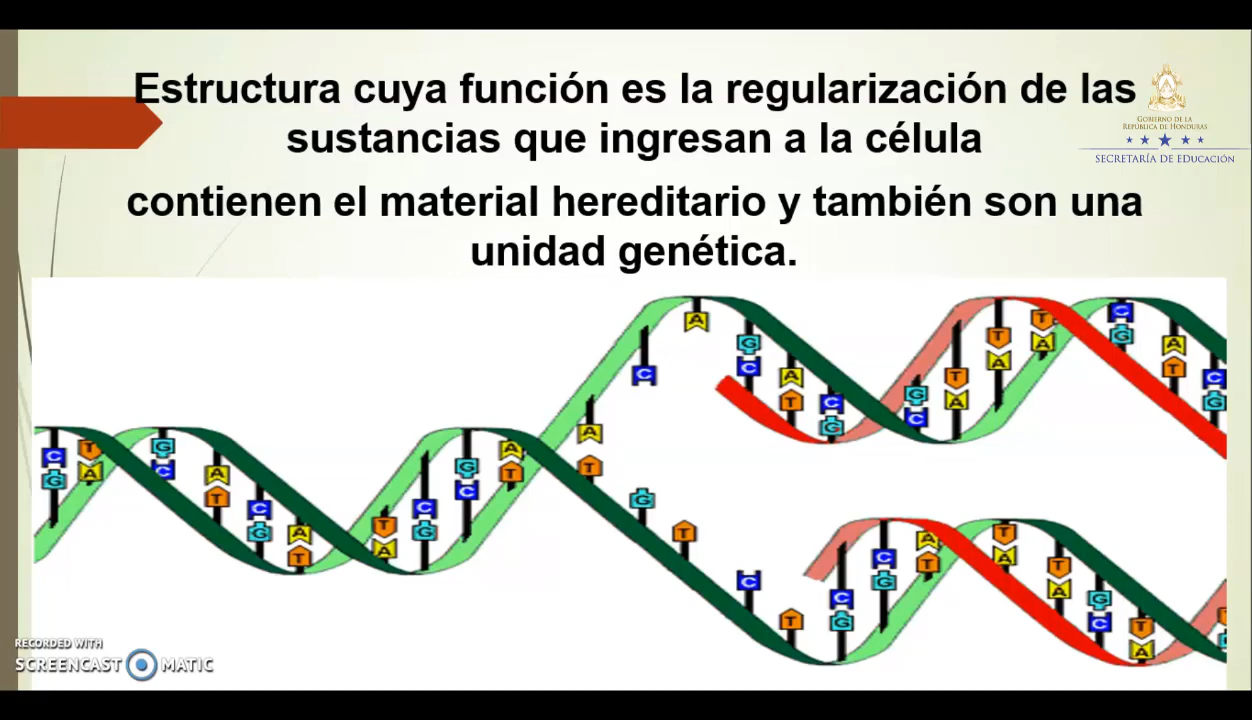 Estructura cuya función es la regularización de las
sustancias que ingresan a la célula
contienen el material hereditario y también son una
unidad genética.
GOBIERNO DE LA
REPÚBLICA DE HONDURAS
SECRETARÍA DE EDUCACIÓN
A
C
A
T
G
T
C
T
G
C
A
T
C
G
G
C
T
A
T
A
T
A
C
G
A
T
C
G
C
G
T
A
G
C
A
T
C
G
A
T
T
A
C
G
G
C
A
T
C
G
C
G
A
T
T
A
T
A
G
C
T
A
RECORDED WITH
SCREENCAST MATIC